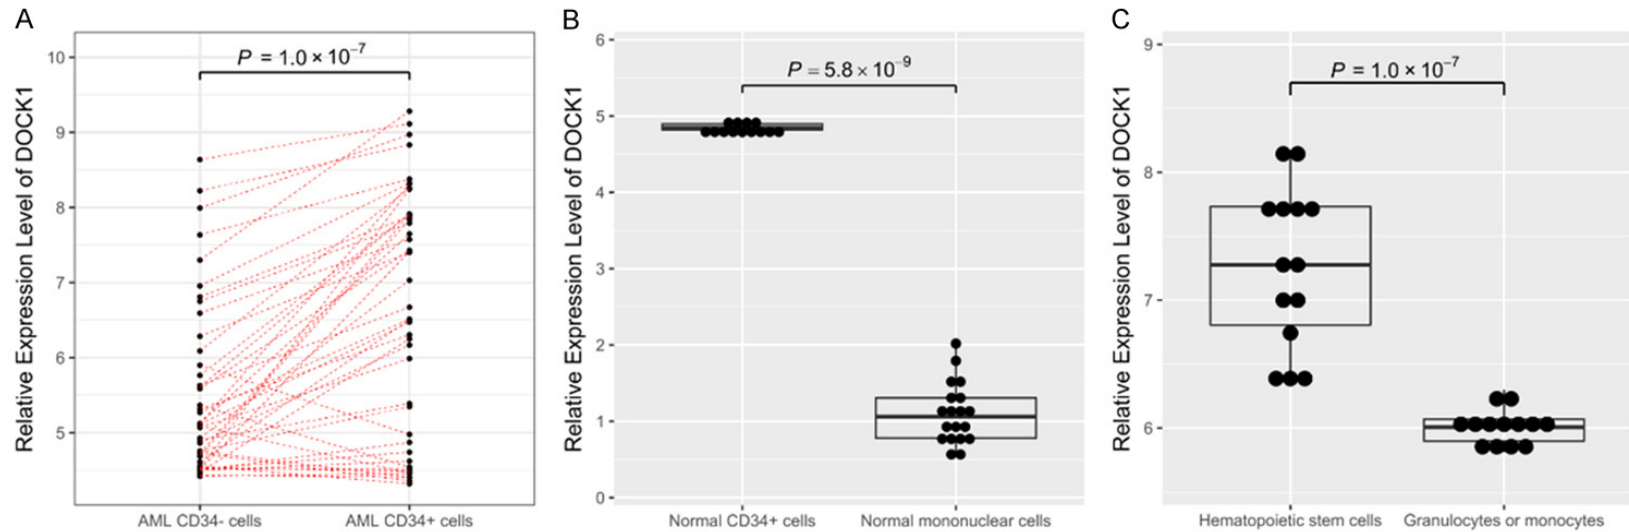 A
Relative Expression Level of DOCK1
10
9
8
7
6
5
P = 1.0 × 10⁻⁷
AML CD34- cells
AML CD34+ cells
B
Relative Expression Level of DOCK1
6
5
4
3
2
1
0
P = 5.8 × 10⁻⁹
Normal CD34+ cells
Normal mononuclear cells
C
Relative Expression Level of DOCK1
9
8
7
6
P = 1.0 × 10⁻⁷
Hematopoietic stem cells
Granulocytes or monocytes